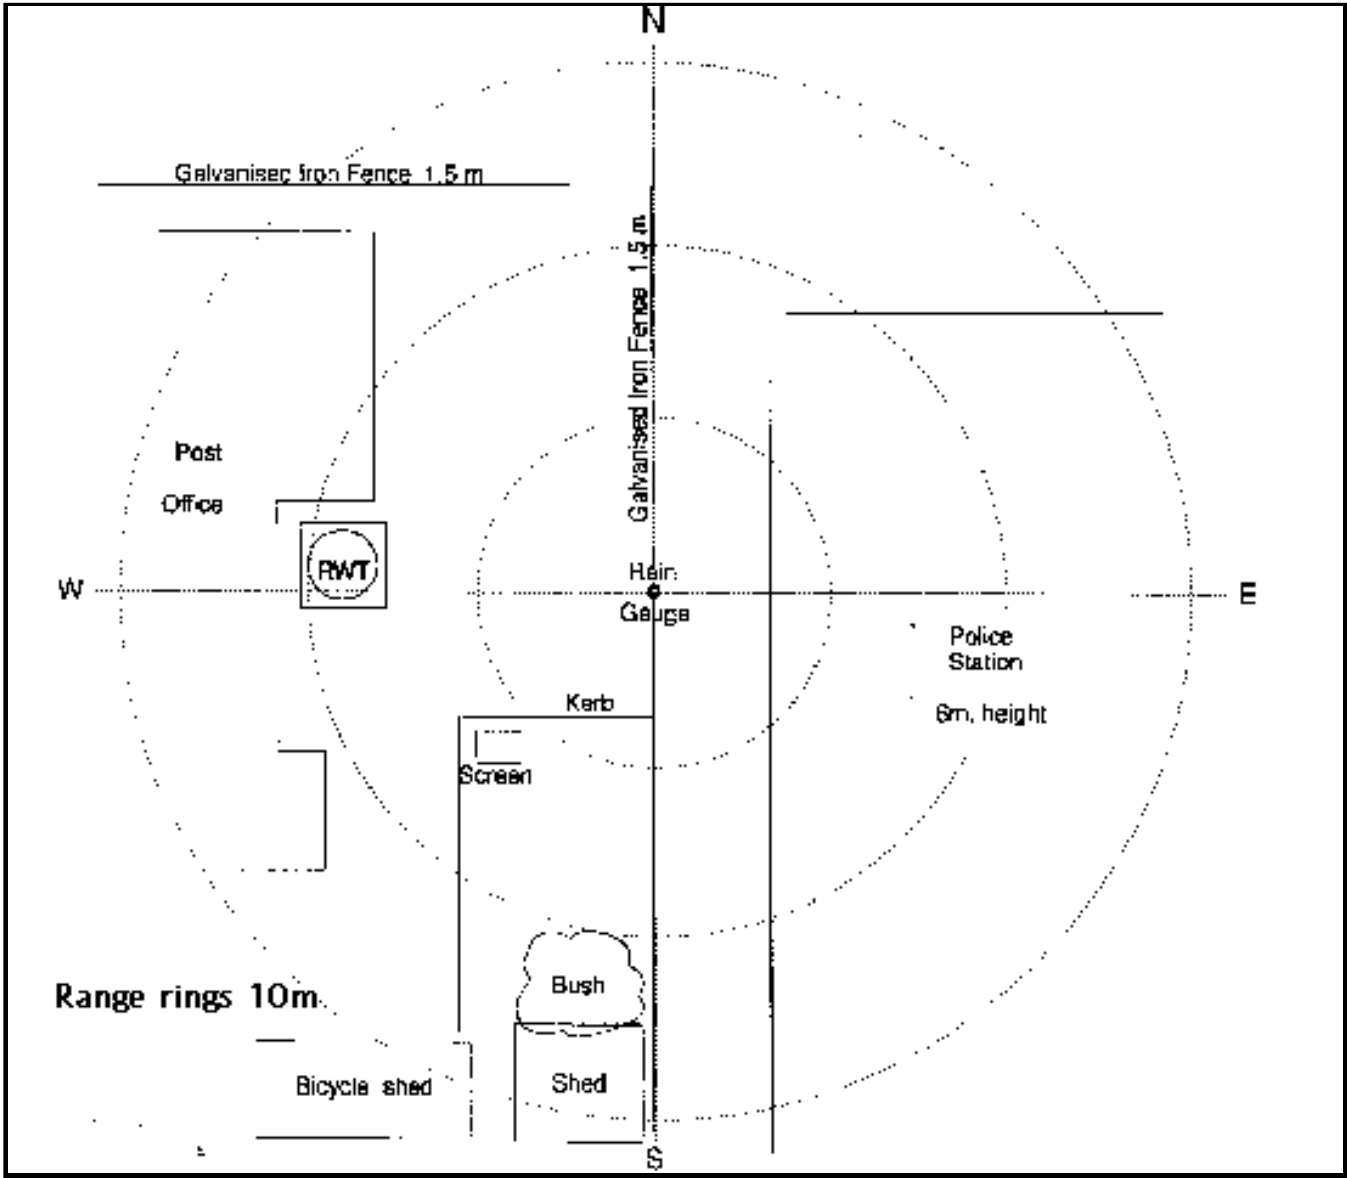 N
Galvanised Iron Fence 1.5 m
Galvanised Iron Fence 1.5 m
Post
Office
RWT
W
Rain
Gauge
E
Police
Station
6m. height
Kerb
Screen
Bush
Range rings 10m
Bicycle shed
Shed
S